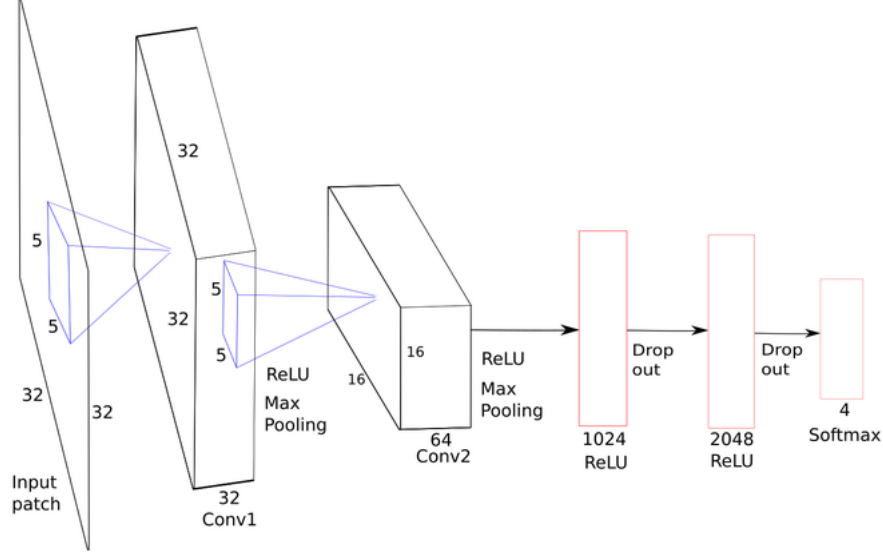 5
5
32
32
Input
patch
32
32
5
5
ReLU
Max
Pooling
32
Conv1
16
16
64
Conv2
ReLU
Max
Pooling
1024
ReLU
Drop
out
2048
ReLU
Drop
out
4
Softmax